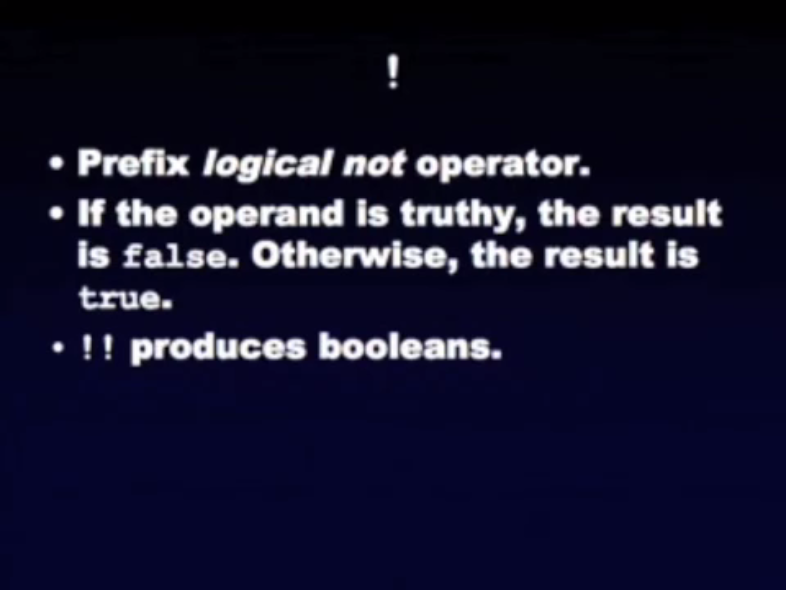 !
• Prefix logical not operator.
• If the operand is truthy, the result
is false. Otherwise, the result is
true.
• !! produces booleans.